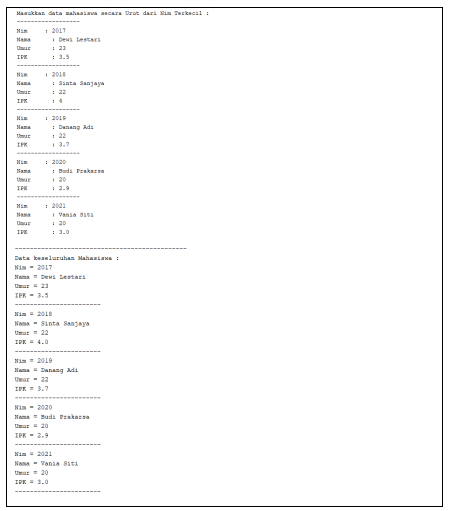 Masukkan data mahasiswa secara Urut dari Nim Terkecil :
------------------
Nim : 2017
Nama : Dewi Lestari
Umur : 23
IPK : 3.5
------------------
Nim : 2018
Nama : Sinta Sanjaya
Umur : 22
IPK : 4
------------------
Nim : 2019
Nama : Danang Adi
Umur : 22
IPK : 3.7
------------------
Nim : 2020
Nama : Budi Prakarsa
Umur : 20
IPK : 2.9
------------------
Nim : 2021
Nama : Vania Siti
Umur : 20
IPK : 3.0
--------------------------------------------
Data keseluruhan Mahasiswa :
Nim = 2017
Nama = Dewi Lestari
Umur = 23
IPK = 3.5
----------------------
Nim = 2018
Nama = Sinta Sanjaya
Umur = 22
IPK = 4.0
----------------------
Nim = 2019
Nama = Danang Adi
Umur = 22
IPK = 3.7
----------------------
Nim = 2020
Nama = Budi Prakarsa
Umur = 20
IPK = 2.9
----------------------
Nim = 2021
Nama = Vania Siti
Umur = 20
IPK = 3.0
----------------------